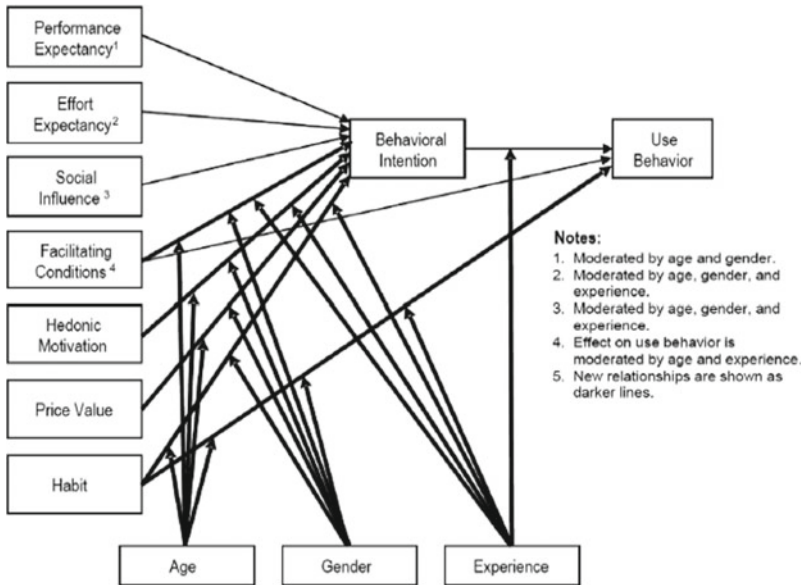 Performance
Expectancy1
Effort
Expectancy2
Social
Influence 3
Facilitating
Conditions 4
Hedonic
Motivation
Price Value
Habit
Behavioral
Intention
Use
Behavior
Notes:
1. Moderated by age and gender.
2. Moderated by age, gender, and
experience.
3. Moderated by age, gender, and
experience.
4. Effect on use behavior is
moderated by age and experience.
5. New relationships are shown as
darker lines.
Age
Gender
Experience